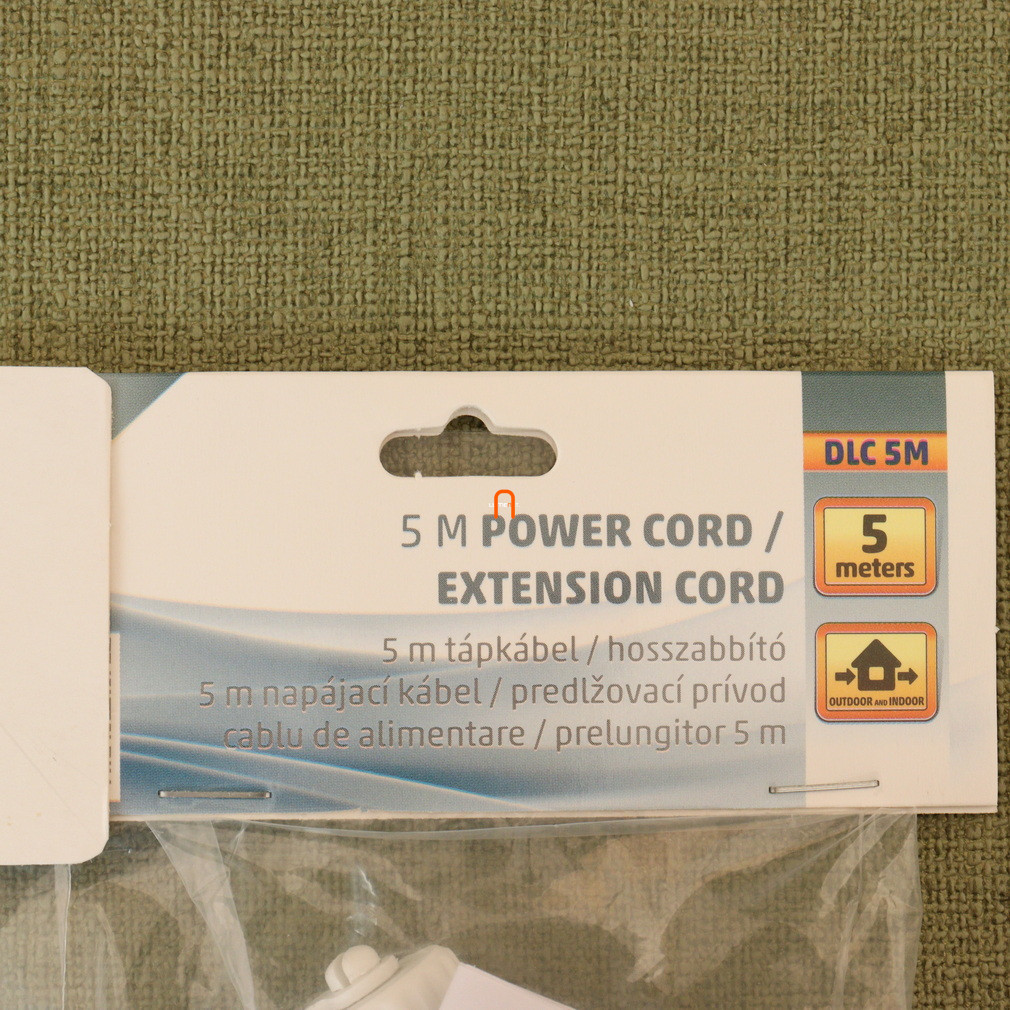 DLC 5M
5 M POWER CORD /
EXTENSION CORD
5 meters
5 m tápkábel / hosszabbító
5 m napájací kábel / predlžovací prívod
cablu de alimentare / prelungitor 5 m
OUTDOOR AND INDOOR